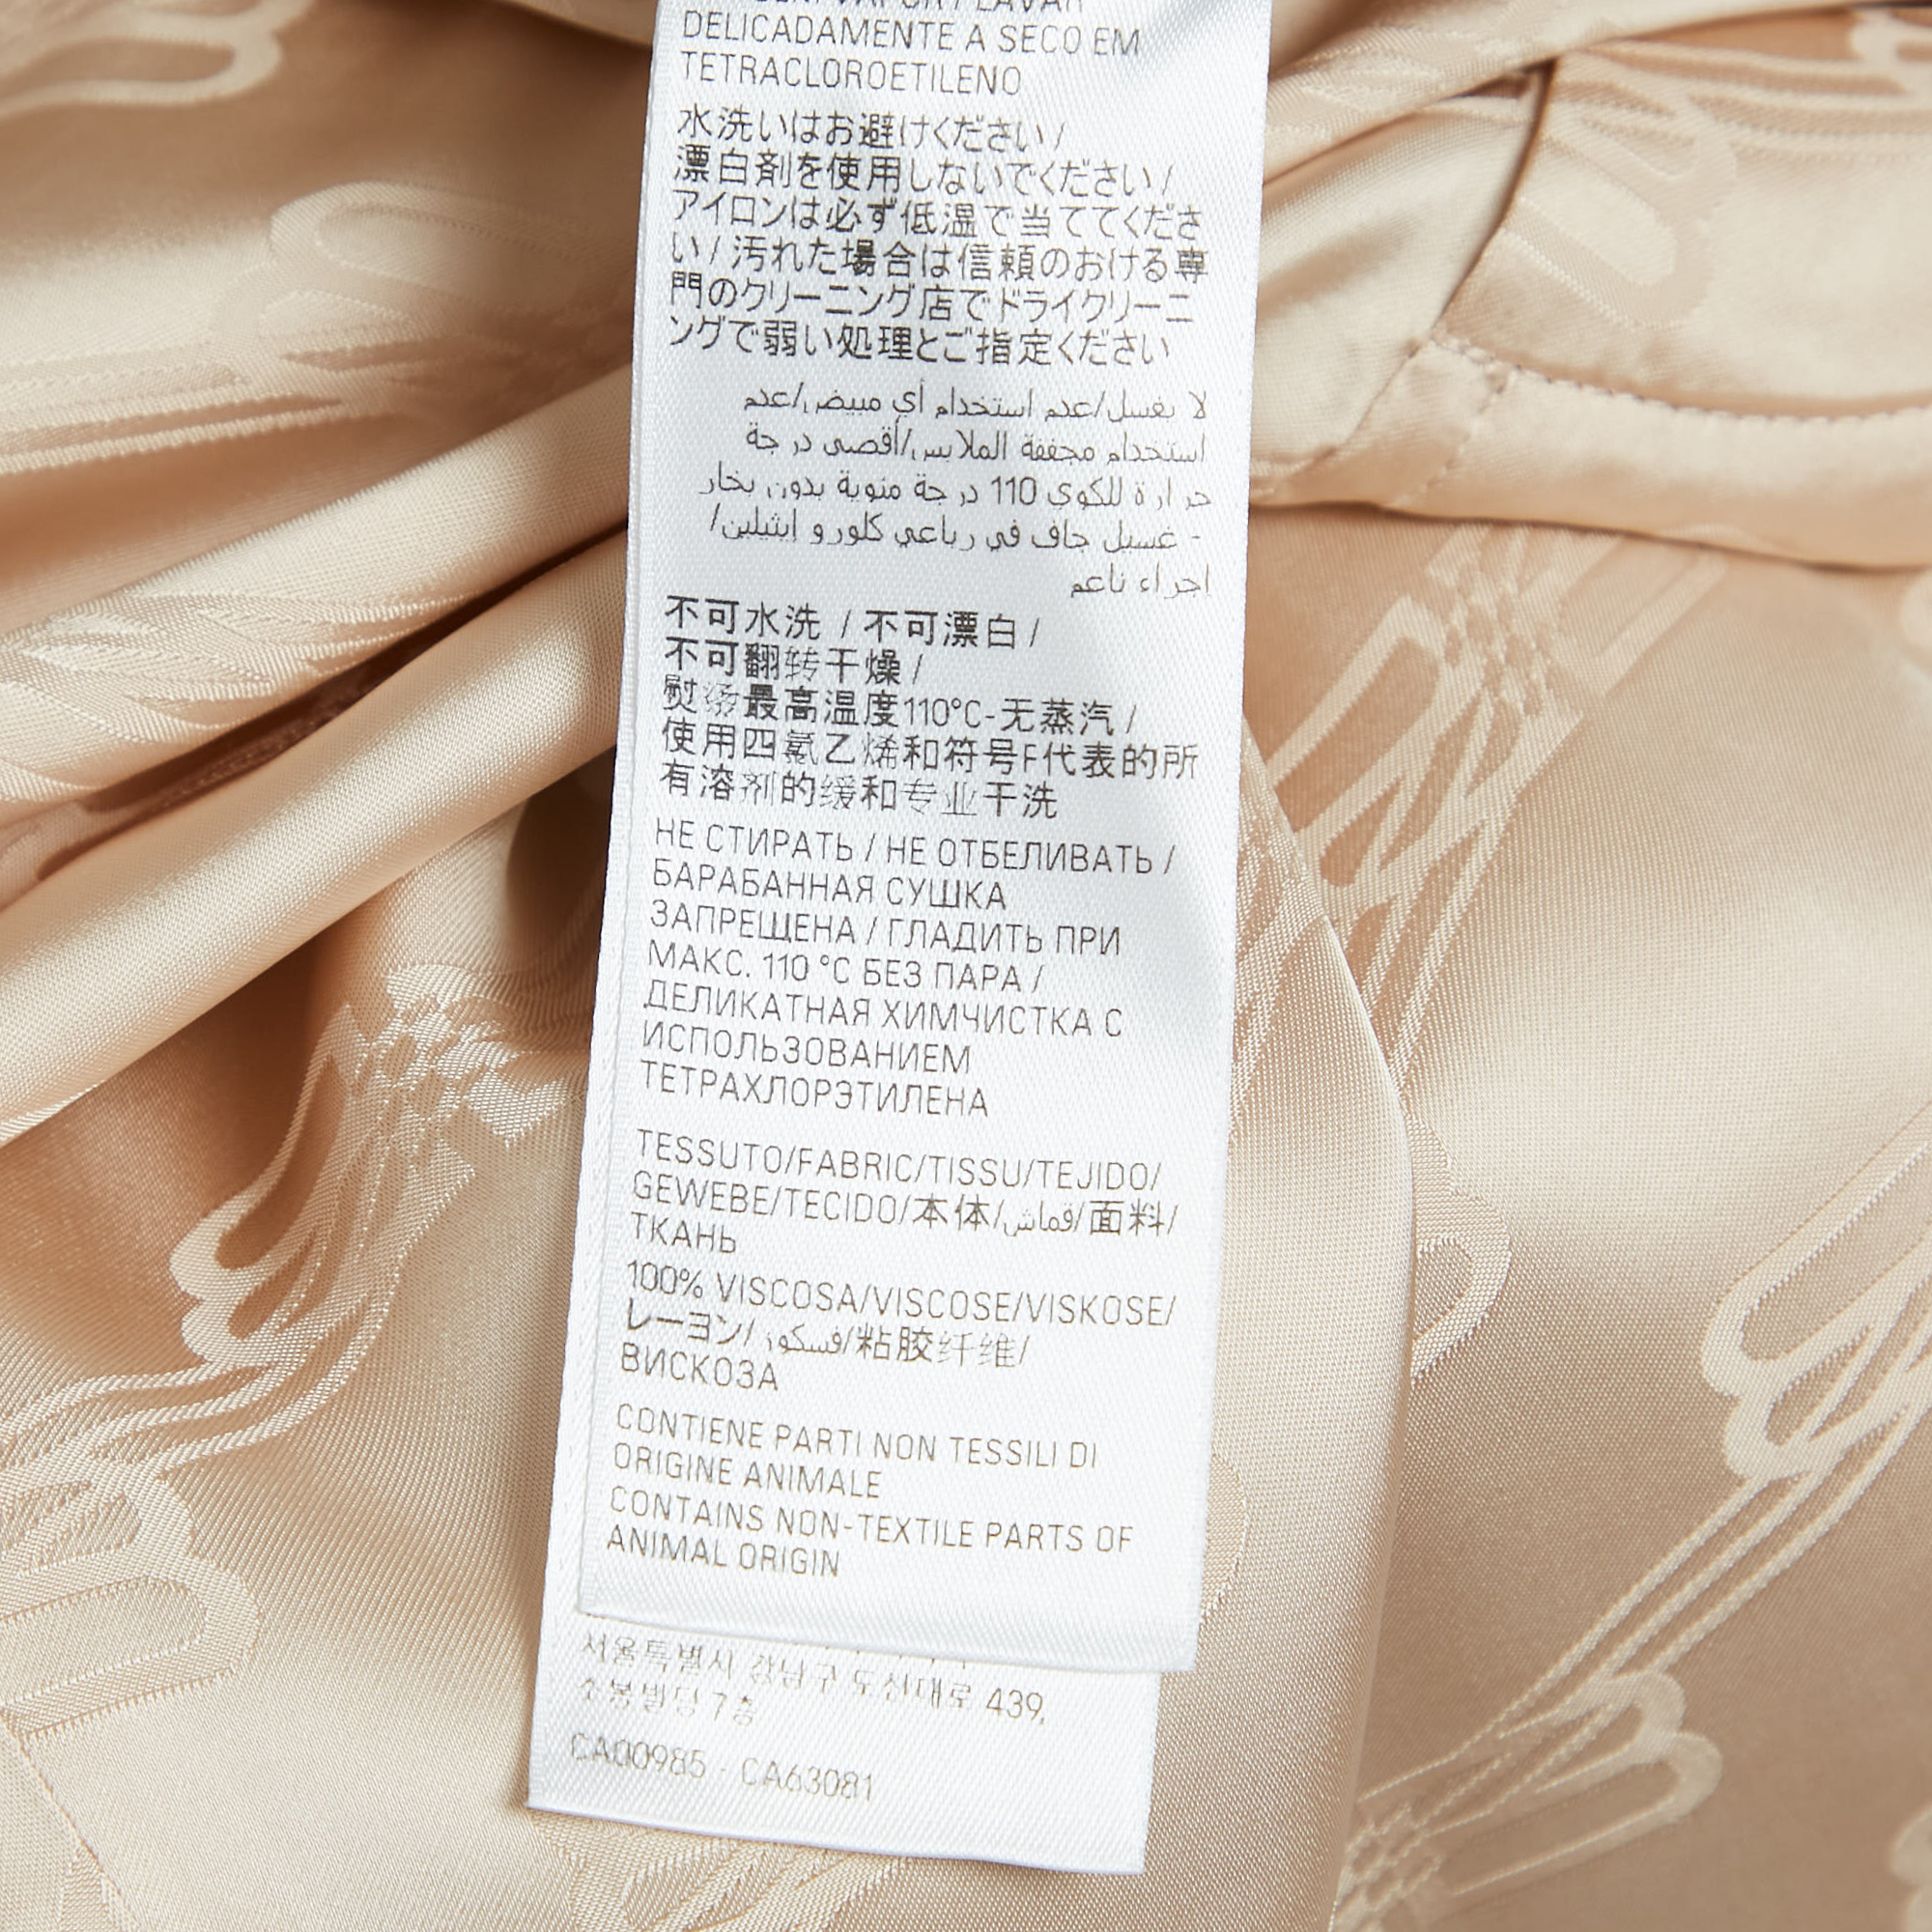 DELICADAMENTE A SECO EM
TETRACLOROETILENO
水洗いはお避けください /
漂白剤を使用しないでください /
アイロンは必ず低温で当ててくださ
い / 汚れた場合は信頼のおける専
門のクリーニング店でドライクリーニ
ングで弱い処理とご指定ください
لا يغسل/عدم استخدام أي مبيض/عدم
استخدام مجففة الملابس/أقصى درجة
حرارة للكوي 110 درجة مئوية بدون بخار
- غسيل جاف في رباعي كلورو إيثيلين/
اجراء ناعم
不可水洗 / 不可漂白 /
不可翻转干燥 /
熨烫最高温度110°C-无蒸汽 /
使用四氯乙烯和符号F代表的所
有溶剂的缓和专业干洗
НЕ СТИРАТЬ / НЕ ОТБЕЛИВАТЬ /
БАРАБАННАЯ СУШКА
ЗАПРЕЩЕНА / ГЛАДИТЬ ПРИ
МАКС. 110 °C БЕЗ ПАРА /
ДЕЛИКАТНАЯ ХИМЧИСТКА С
ИСПОЛЬЗОВАНИЕМ
ТЕТРАХЛОРЭТИЛЕНА
TESSUTO/FABRIC/TISSU/TEJIDO/
GEWEBE/TECIDO/本体/قماش/面料/
ТКАНЬ
100% VISCOSA/VISCOSE/VISKOSE/
レーヨン/فسكوز/粘胶纤维/
ВИСКОЗА
CONTIENE PARTI NON TESSILI DI
ORIGINE ANIMALE
CONTAINS NON-TEXTILE PARTS OF
ANIMAL ORIGIN
서울특별시 강남구 도산대로 439,
소봉빌딩 7층
CA00985 - CA63081